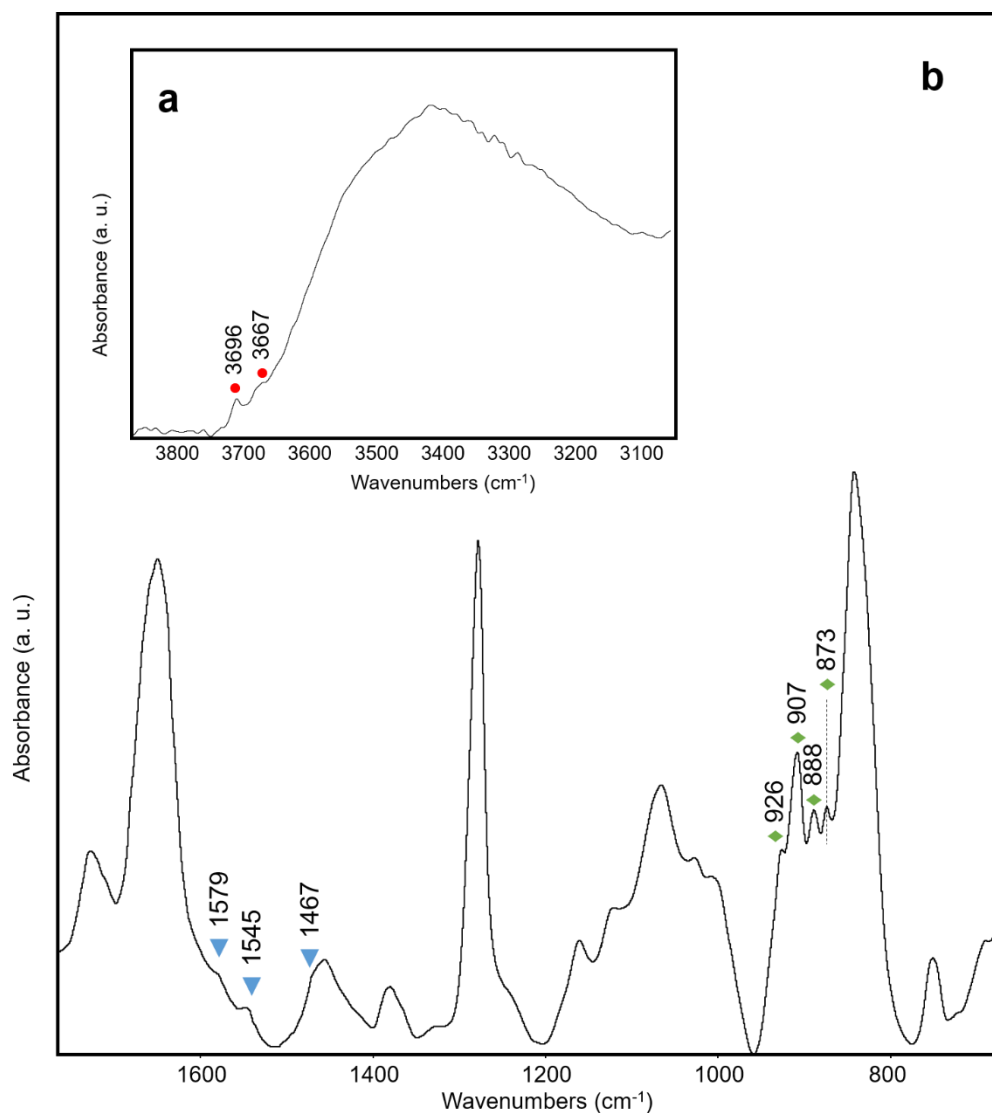 a
b
3696
3667
Absorbance (a. u.)
3800 3700 3600 3500 3400 3300 3200 3100
Wavenumbers (cm-1)
1579
1545
1467
926
907
888
873
Absorbance (a. u.)
1600 1400 1200 1000 800
Wavenumbers (cm-1)